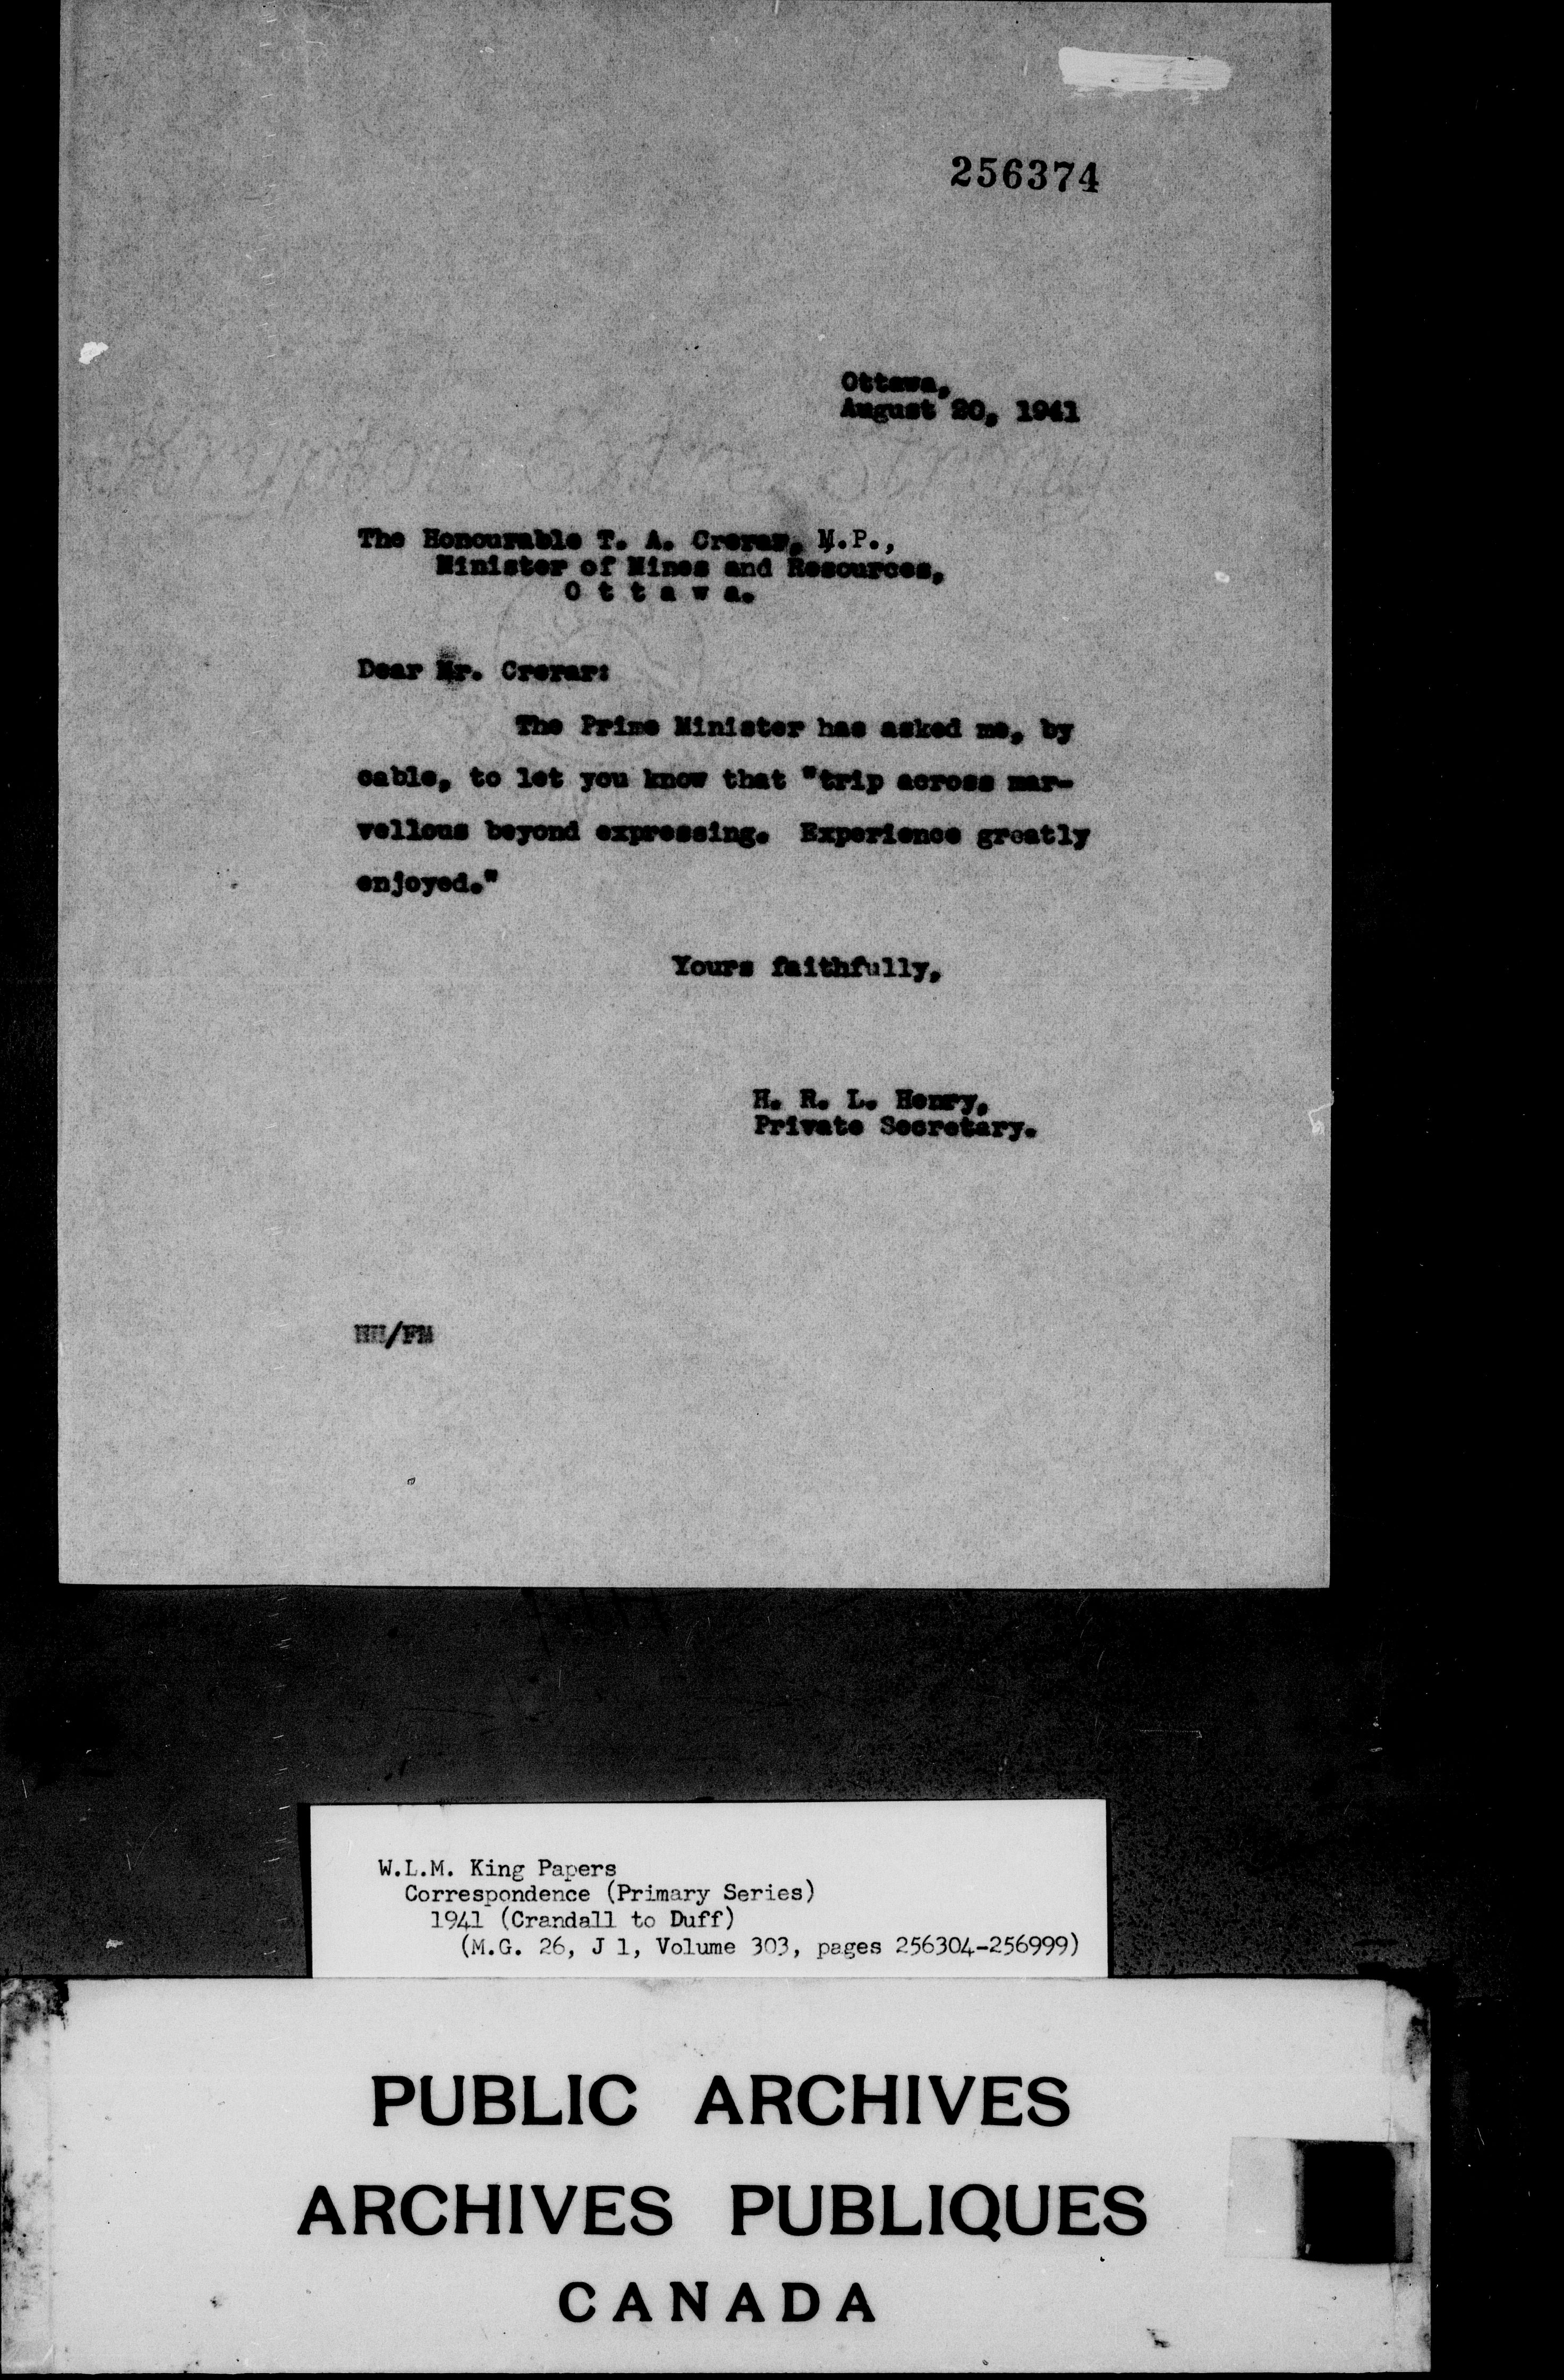 256374
Ottawa,
August 20, 1941
The Honourable T. A. Crerar, M.P.,
Minister of Mines and Resources,
O t t a w a.
Dear Mr. Crerar:
The Prime Minister has asked me, by
cable, to let you know that "trip across mar-
vellous beyond expressing. Experience greatly
enjoyed."
Yours faithfully,
H. R. L. Henry,
Private Secretary.
HH/FM
W.L.M. King Papers
Correspondence (Primary Series)
1941 (Crandall to Duff)
(M.G. 26, J 1, Volume 303, pages 256304-256999)
PUBLIC ARCHIVES
ARCHIVES PUBLIQUES
CANADA